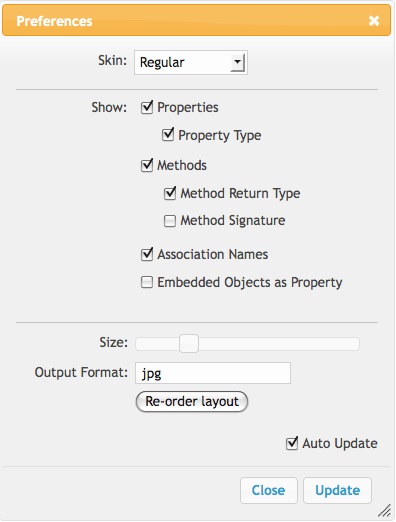 Preferences
Skin: Regular
Show: Properties
Property Type
Methods
Method Return Type
Method Signature
Association Names
Embedded Objects as Property
Size:
Output Format: jpg
Re-order layout
Auto Update
Close Update